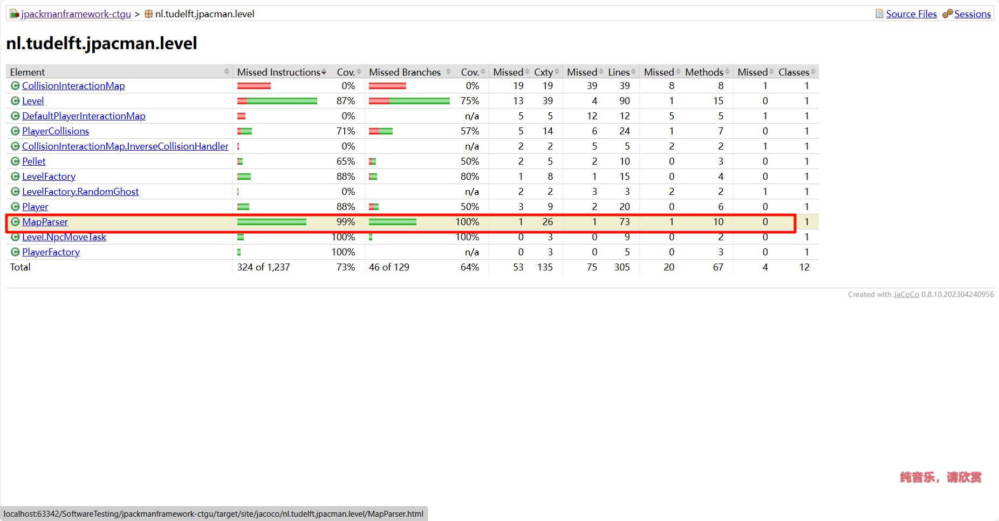 jpackmanframework-ctgu > nl.tudelft.jpacman.level Source Files Sessions
nl.tudelft.jpacman.level
Element Missed Instructions Cov. Missed Branches Cov. Missed Cxty Missed Lines Missed Methods Missed Classes
CollisionInteractionMap 0% 0% 19 19 39 39 8 8 1 1
Level 87% 75% 13 39 4 90 1 15 0 1
DefaultPlayerInteractionMap 0% n/a 5 5 12 12 5 5 1 1
PlayerCollisions 71% 57% 5 14 6 24 1 7 0 1
CollisionInteractionMap.InverseCollisionHandler 0% n/a 2 2 5 5 2 2 1 1
Pellet 65% 50% 2 5 2 10 0 3 0 1
LevelFactory 88% 80% 1 8 1 15 0 4 0 1
LevelFactory.RandomGhost 0% n/a 2 2 3 3 2 2 1 1
Player 88% 50% 3 9 2 20 0 6 0 1
MapParser 99% 100% 1 26 1 73 1 10 0 1
Level.NpcMoveTask 100% 100% 0 3 0 9 0 2 0 1
PlayerFactory 100% n/a 0 3 0 5 0 3 0 1
Total 324 of 1,237 73% 46 of 129 64% 53 135 75 305 20 67 4 12
Created with JaCoCo 0.8.10.202304240956
纯音乐，请欣赏
localhost:63342/SoftwareTesting/jpackmanframework-ctgu/target/site/jacoco/nl.tudelft.jpacman.level/MapParser.html